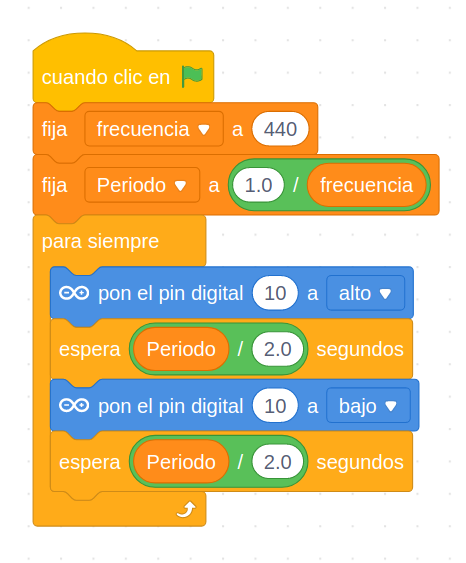 cuando clic en
fija frecuencia a 440
fija Periodo a 1.0 / frecuencia
para siempre
pon el pin digital 10 a alto
espera Periodo / 2.0 segundos
pon el pin digital 10 a bajo
espera Periodo / 2.0 segundos